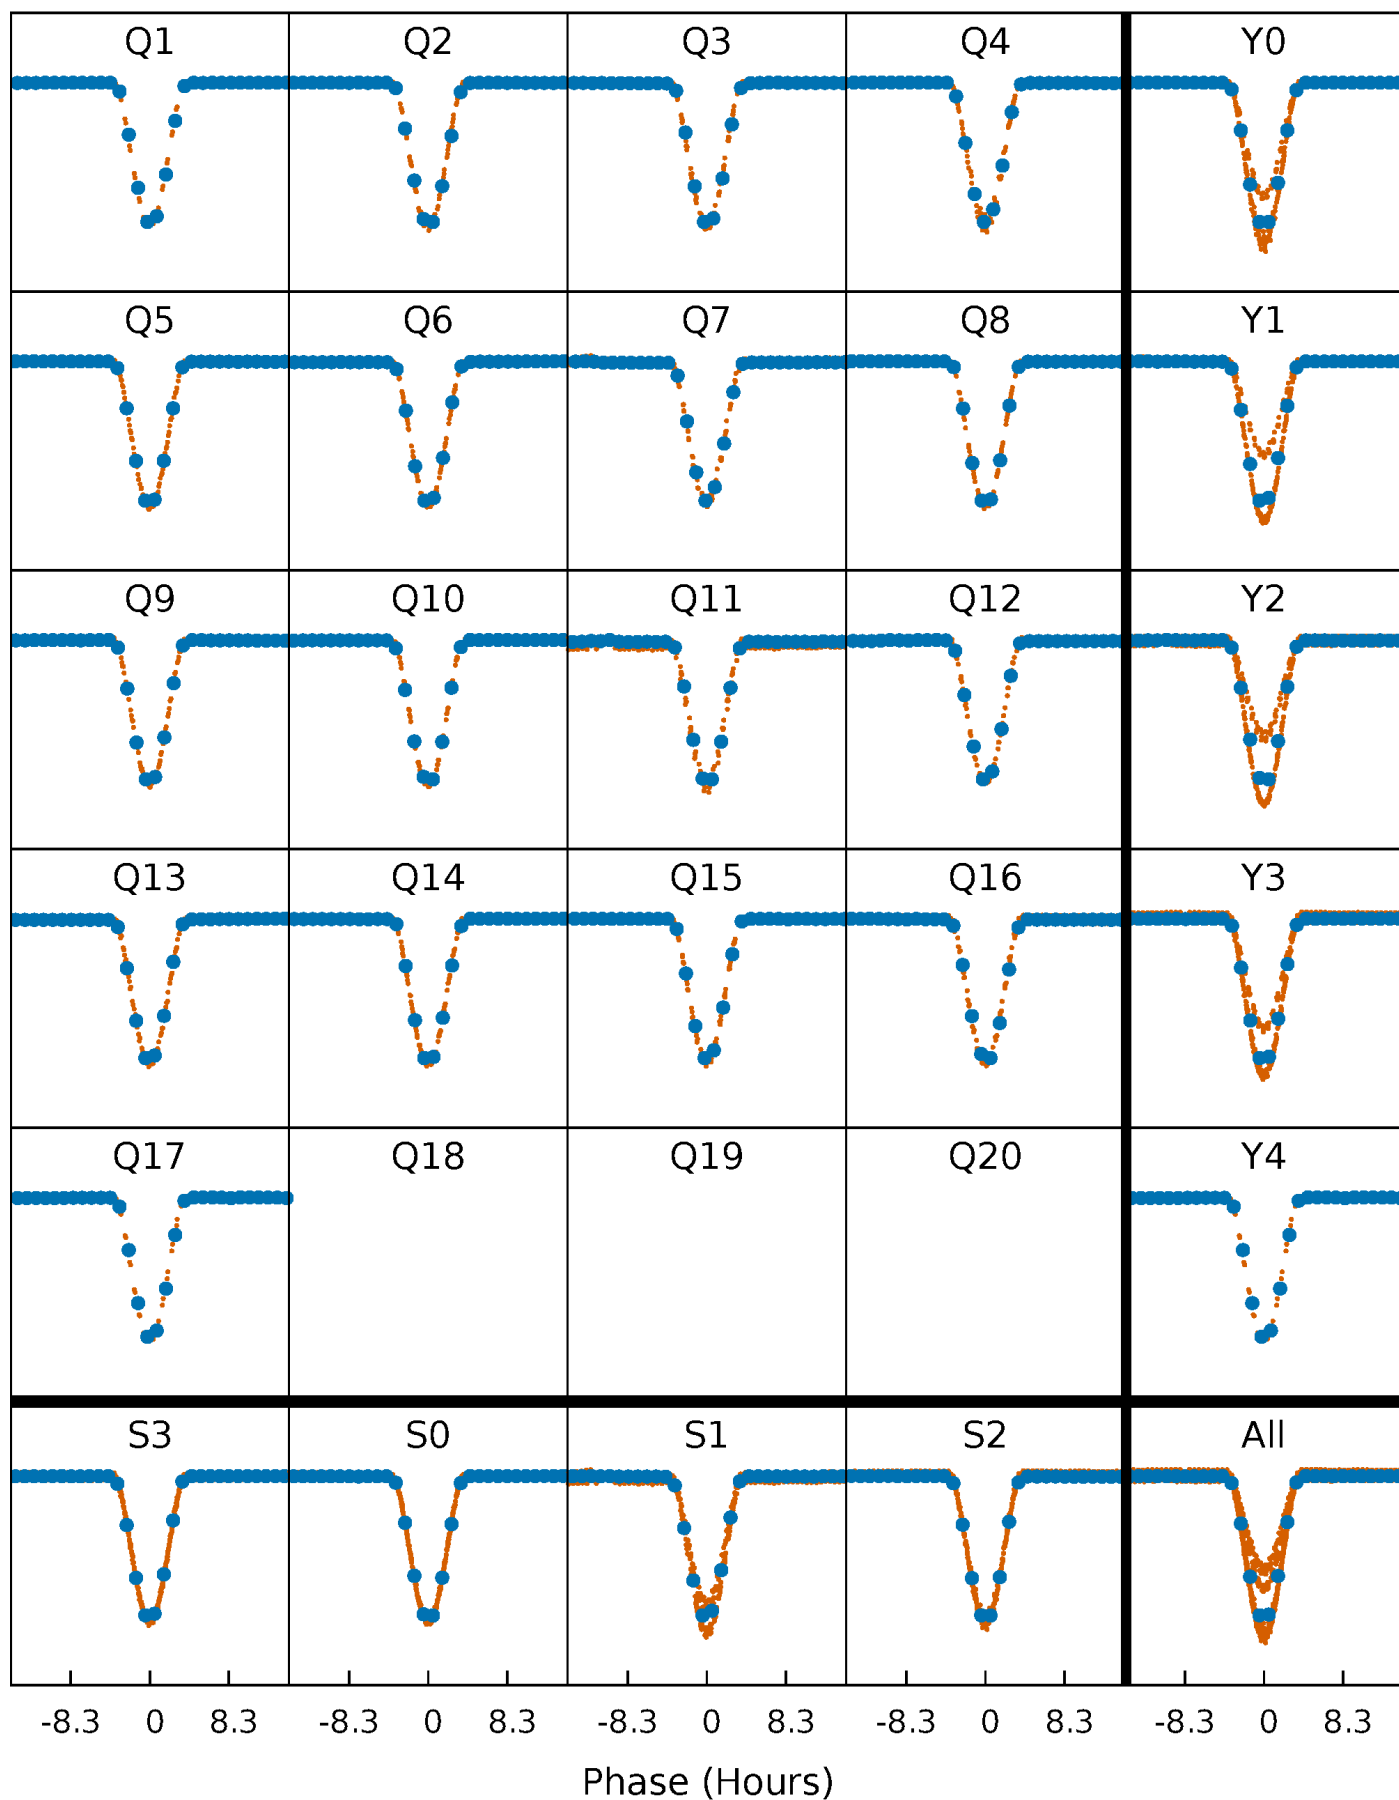 Q1 Q2 Q3 Q4 Y0
Q5 Q6 Q7 Q8 Y1
Q9 Q10 Q11 Q12 Y2
Q13 Q14 Q15 Q16 Y3
Q17 Q18 Q19 Q20 Y4
S3 S0 S1 S2 All
-8.3 0 8.3 -8.3 0 8.3 -8.3 0 8.3 -8.3 0 8.3 -8.3 0 8.3
Phase (Hours)